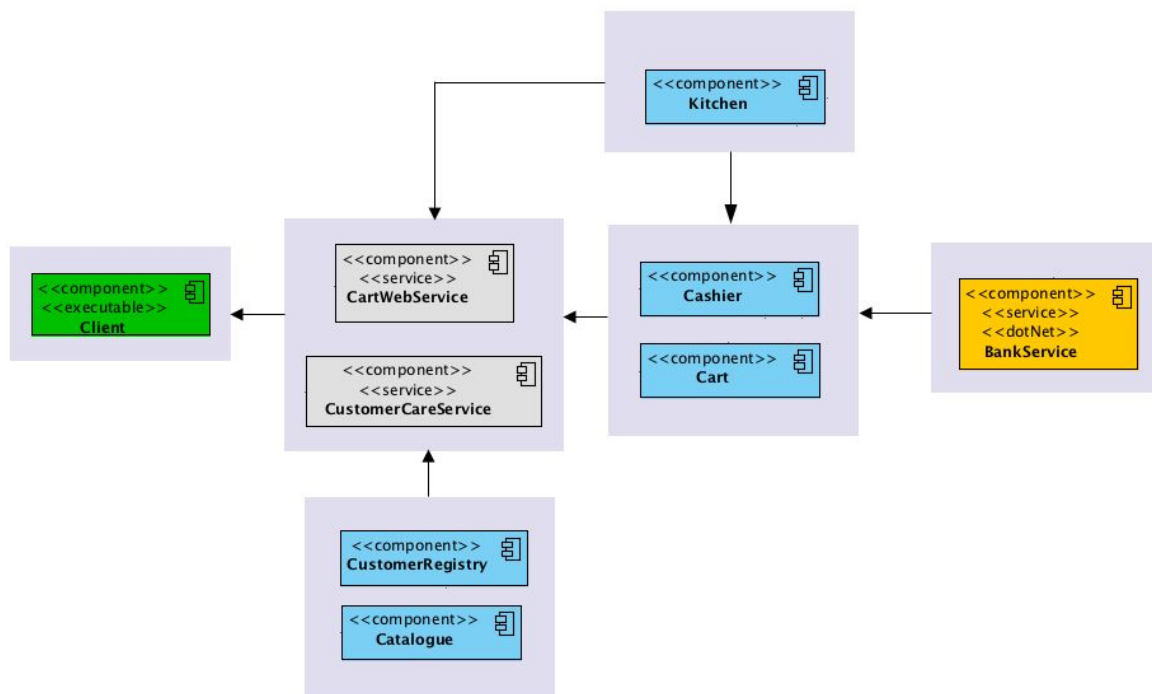 <<component>>
Kitchen
<<component>>
<<executable>>
Client
<<component>>
<<service>>
CartWebService
<<component>>
<<service>>
CustomerCareService
<<component>>
Cashier
<<component>>
Cart
<<component>>
<<service>>
<<dotNet>>
BankService
<<component>>
CustomerRegistry
<<component>>
Catalogue